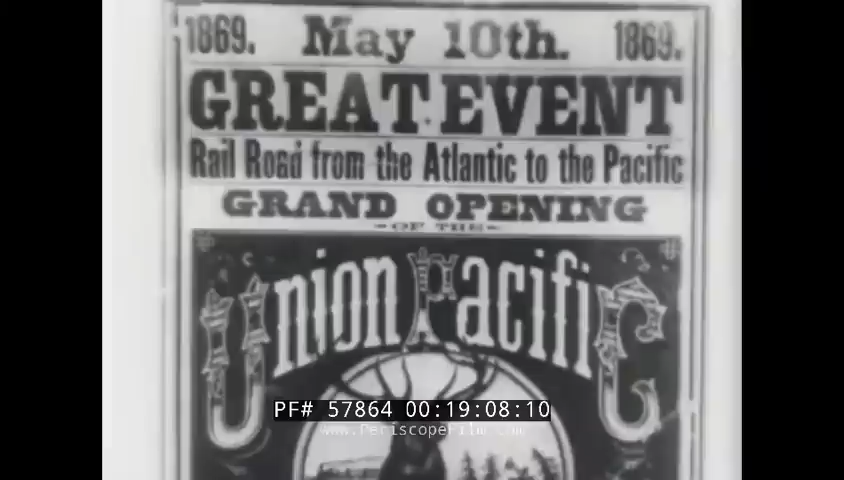 1869. May 10th. 1869.
GREAT EVENT
Rail Road from the Atlantic to the Pacific
GRAND OPENING
-OF THE-
Union Pacific
PF# 57864 00:19:08:10
www.PeriscopeFilm.com